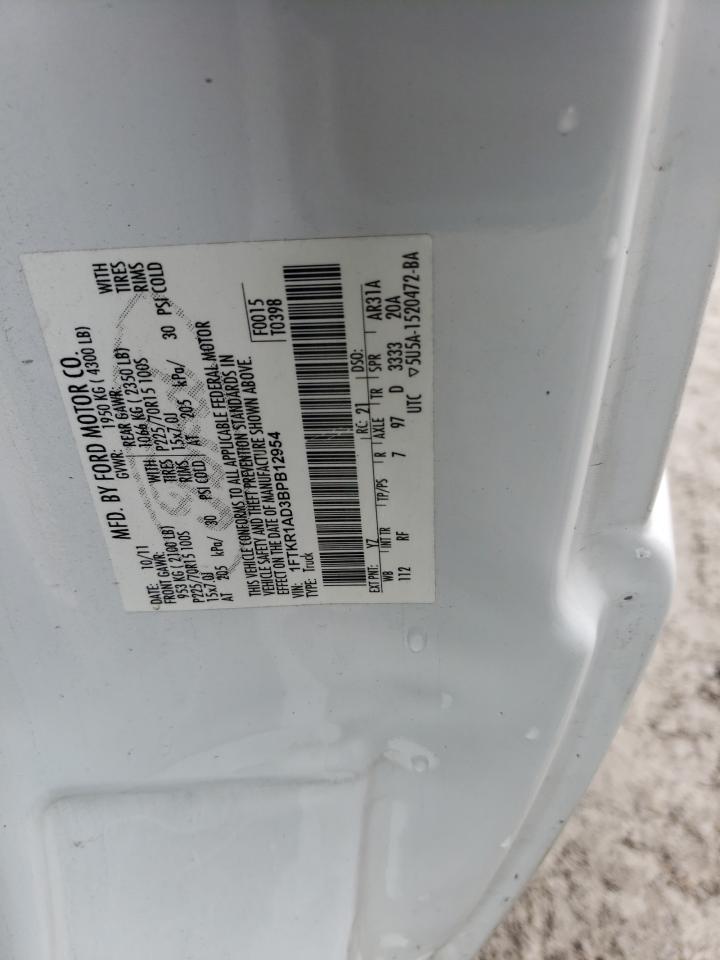 MFD. BY FORD MOTOR CO.
DATE: 10/11 GVWR: 1950 KG ( 4300 LB)
FRONT GAWR: REAR GAWR: WITH
953 KG ( 2100 LB) WITH 1066 KG ( 2350 LB) TIRES
P225/70R15 100S TIRES P225/70R15 100S RIMS
15x7.0J RIMS 15x7.0J
AT 205 kPa/ 30 PSI COLD AT 205 kPa/ 30 PSI COLD
THIS VEHICLE CONFORMS TO ALL APPLICABLE FEDERAL MOTOR
VEHICLE SAFETY AND THEFT PREVENTION STANDARDS IN
EFFECT ON THE DATE OF MANUFACTURE SHOWN ABOVE.
VIN: 1FTKR1AD3BPB12954 F0015
TYPE: Truck T0398
EXT PNT: YZ RC: 21 DSO:
WB INT TR TP/PS R AXLE TR SPR AR31A
112 RF 7 97 D 3333 20A
UTC ▽5U5A-1520472-BA